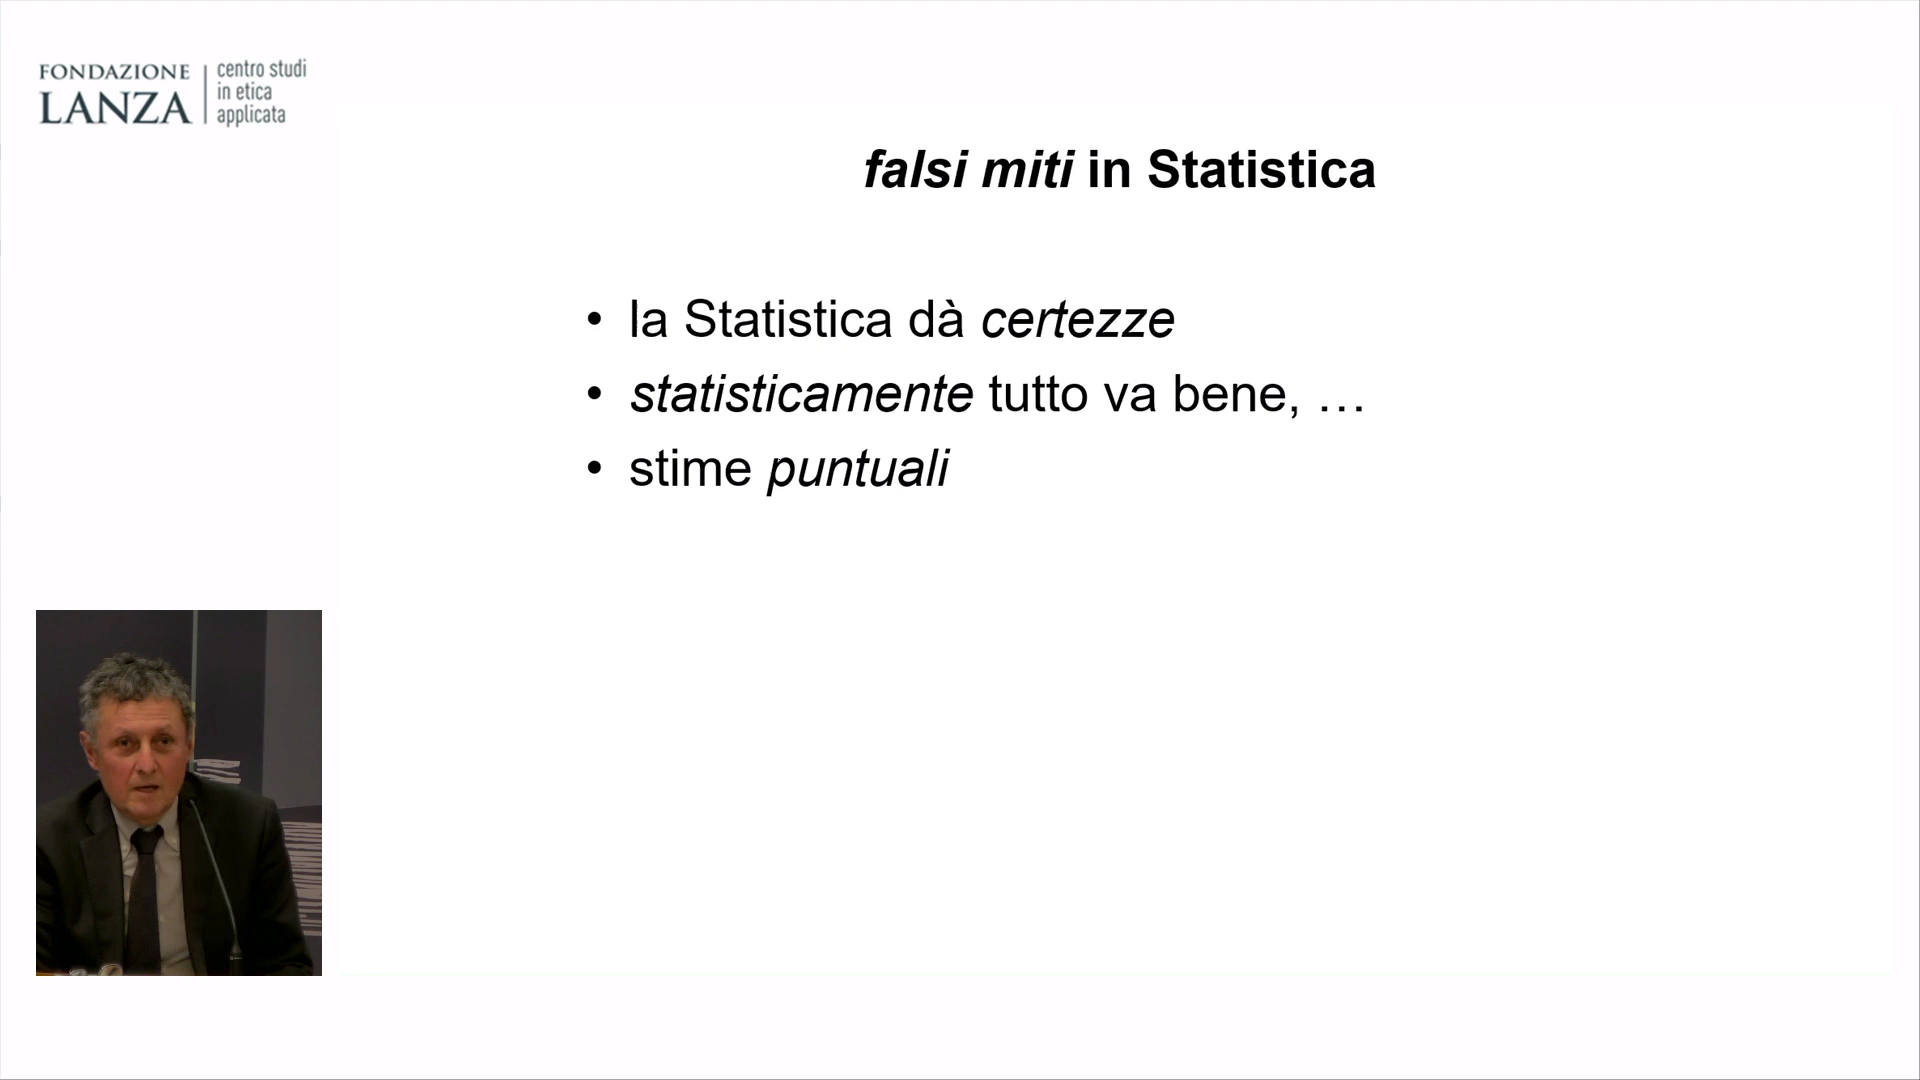 FONDAZIONE
LANZA
centro studi
in etica
applicata
falsi miti in Statistica
• la Statistica dà certezze
• statisticamente tutto va bene, …
• stime puntuali